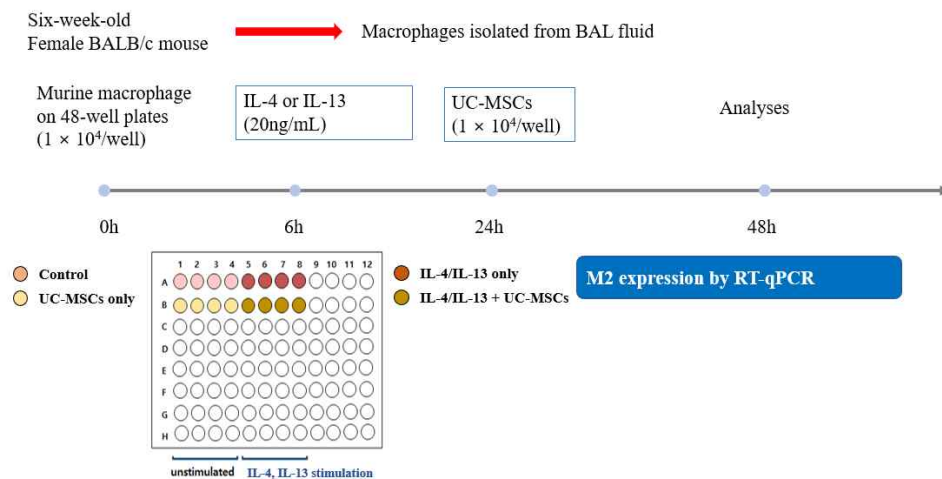 Six-week-old
Female BALB/c mouse
Macrophages isolated from BAL fluid
Murine macrophage
on 48-well plates
(1 × 10⁴/well)
IL-4 or IL-13
(20ng/mL)
UC-MSCs
(1 × 10⁴/well)
Analyses
0h
6h
24h
48h
Control
UC-MSCs only
1 2 3 4 5 6 7 8 9 10 11 12
A
B
C
D
E
F
G
H
unstimulated
IL-4, IL-13 stimulation
IL-4/IL-13 only
IL-4/IL-13 + UC-MSCs
M2 expression by RT-qPCR